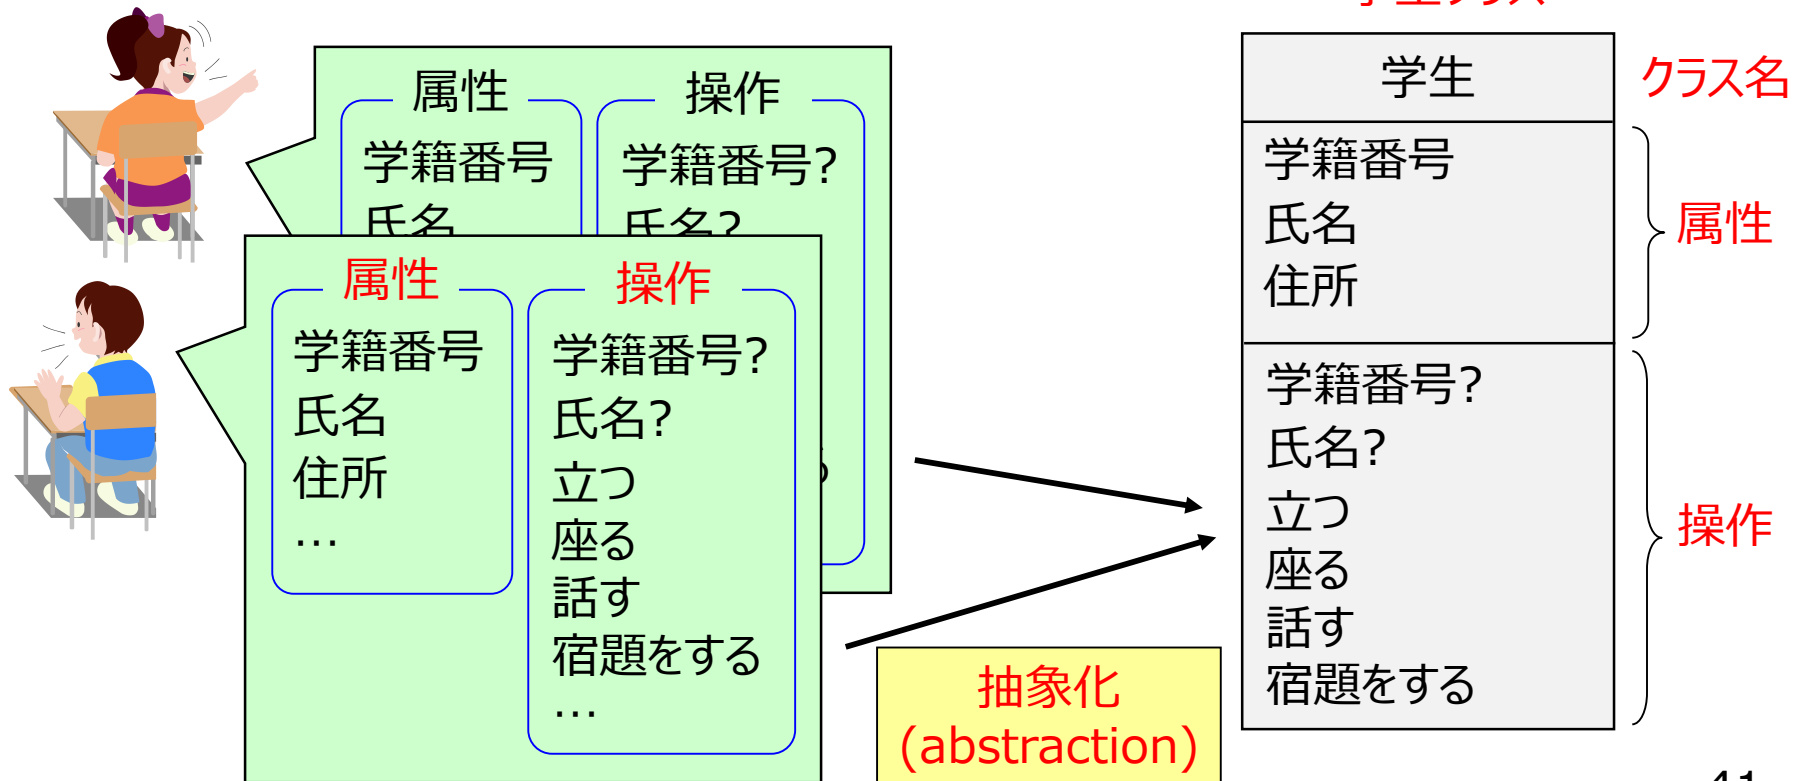 属性
操作
学籍番号
学籍番号?
氏名
氏名?
属性
操作
学籍番号
氏名
住所
…
学籍番号?
氏名?
立つ
座る
話す
宿題をする
…
抽象化
(abstraction)
学生
クラス名
学籍番号
氏名
住所
属性
学籍番号?
氏名?
立つ
座る
話す
宿題をする
操作